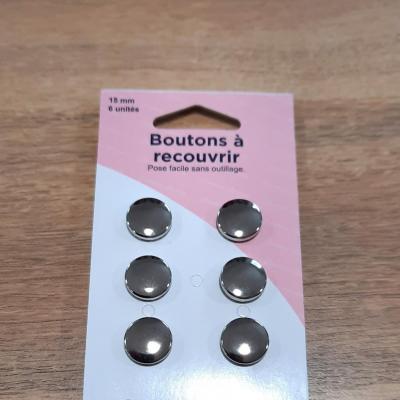 15 mm
6 unités
Boutons à
recouvrir
Pose facile sans outillage.